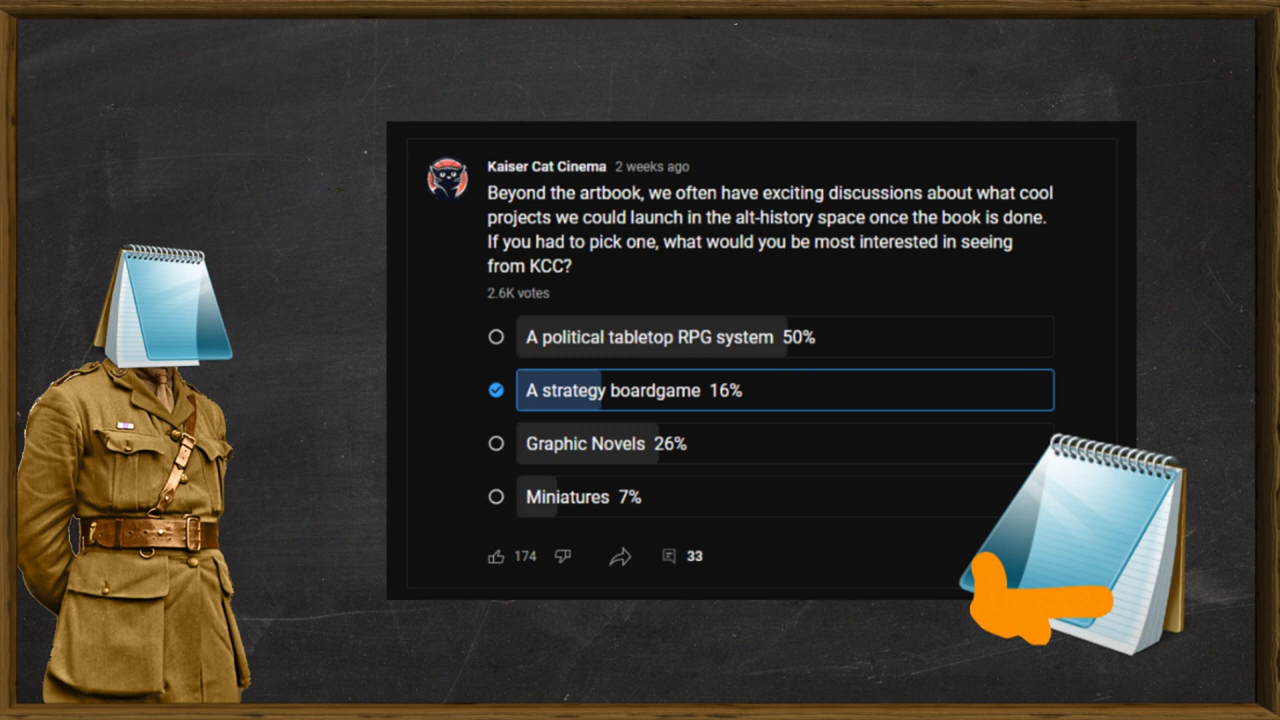 Kaiser Cat Cinema 2 weeks ago
Beyond the artbook, we often have exciting discussions about what cool
projects we could launch in the alt-history space once the book is done.
If you had to pick one, what would you be most interested in seeing
from KCC?
2.6K votes
A political tabletop RPG system 50%
A strategy boardgame 16%
Graphic Novels 26%
Miniatures 7%
174 33